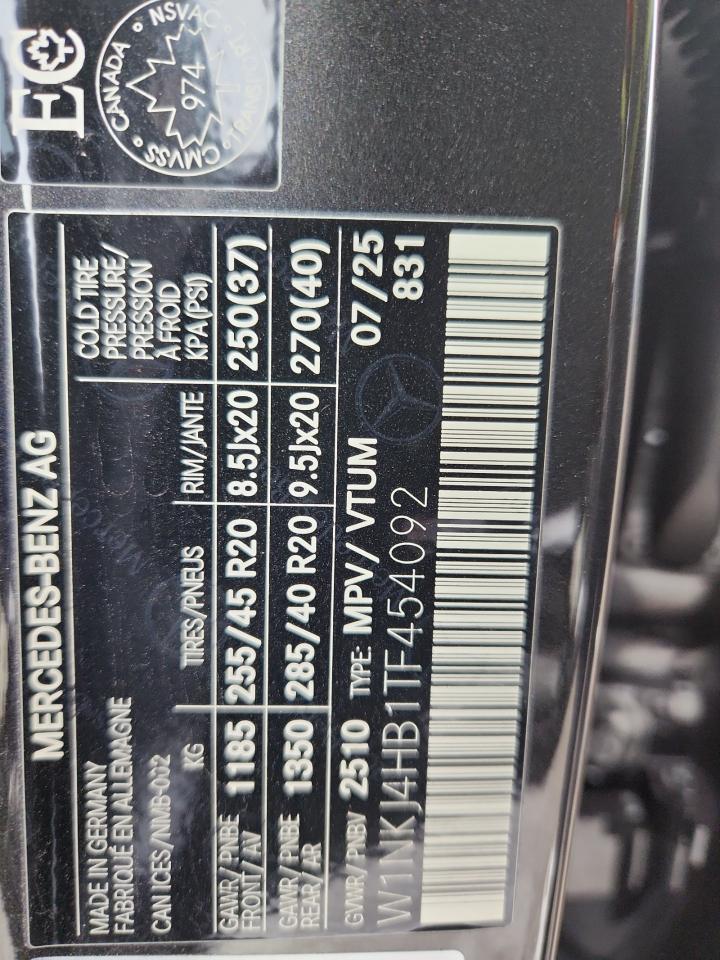 EC
CANADA
NSVAC
974
CMVSS
MERCEDES-BENZ AG
MADE IN GERMANY
FABRIQUÉ EN ALLEMAGNE
CAN ICES/NMB-002
KG TIRES/PNEUS RIM/JANTE
COLD TIRE
PRESSURE/
PRESSION
À FROID
KPA(PSI)
GAWR/PNBE
FRONT/AV 1185 255/45 R20 8.5Jx20 250(37)
GAWR/PNBE
REAR/AR 1350 285/40 R20 9.5Jx20 270(40)
GVWR/PNBV 2510 TYPE: MPV/VTUM 07/25
831
W1NKJ4HB1TF454092